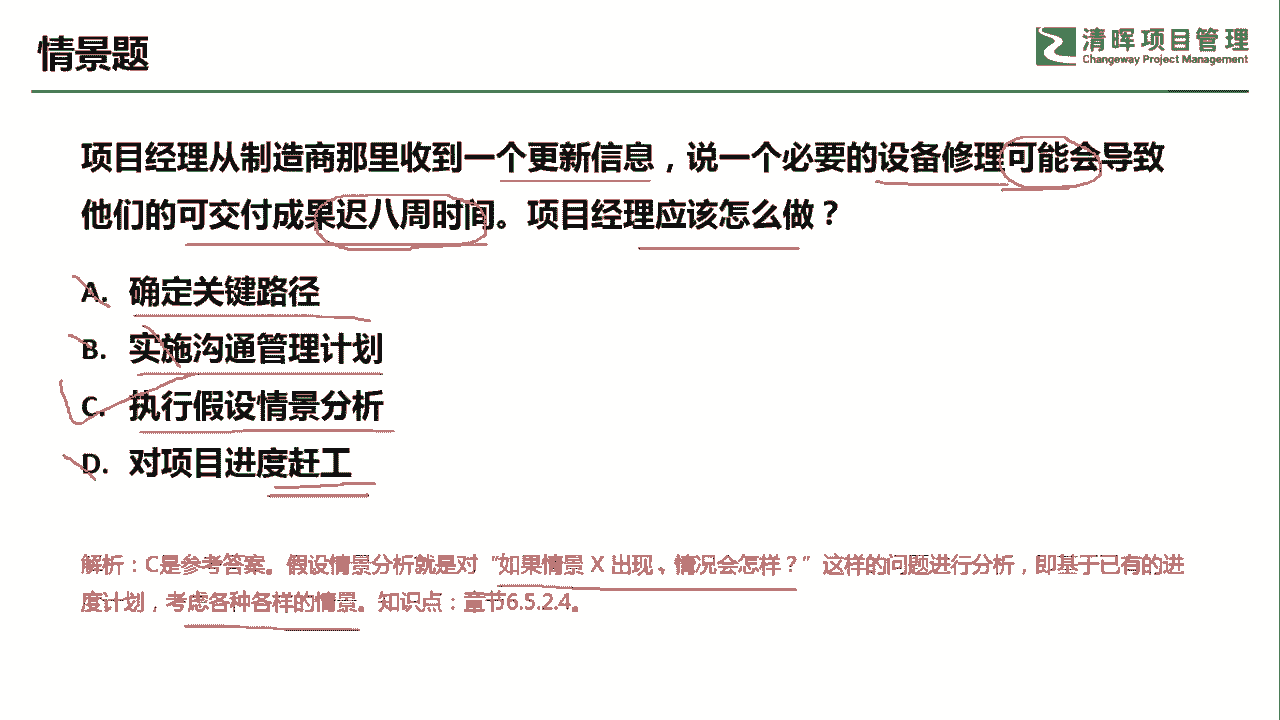 情景题
清晖项目管理
Changeway Project Management
项目经理从制造商那里收到一个更新信息，说一个必要的设备修理可能会导致
他们的可交付成果迟八周时间。项目经理应该怎么做？
A. 确定关键路径
B. 实施沟通管理计划
C. 执行假设情景分析
D. 对项目进度赶工
解析：C是参考答案。假设情景分析就是对“如果情景 X 出现、情况会怎样？”这样的问题进行分析，即基于已有的进
度计划，考虑各种各样的情景。知识点：章节6.5.2.4。